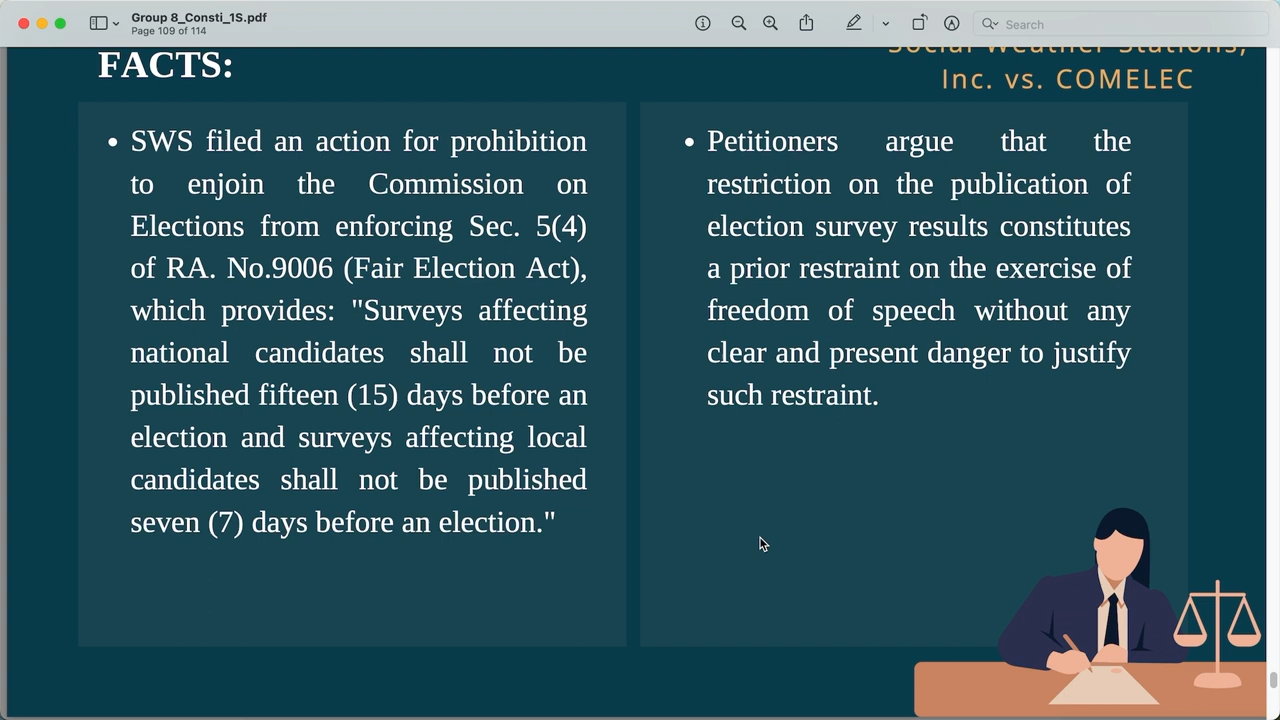 Group 8_Consti_1S.pdf
Page 109 of 114
Search
Social Weather Stations,
Inc. vs. COMELEC
FACTS:
• SWS filed an action for prohibition
to enjoin the Commission on
Elections from enforcing Sec. 5(4)
of RA. No.9006 (Fair Election Act),
which provides: "Surveys affecting
national candidates shall not be
published fifteen (15) days before an
election and surveys affecting local
candidates shall not be published
seven (7) days before an election."
• Petitioners argue that the
restriction on the publication of
election survey results constitutes
a prior restraint on the exercise of
freedom of speech without any
clear and present danger to justify
such restraint.